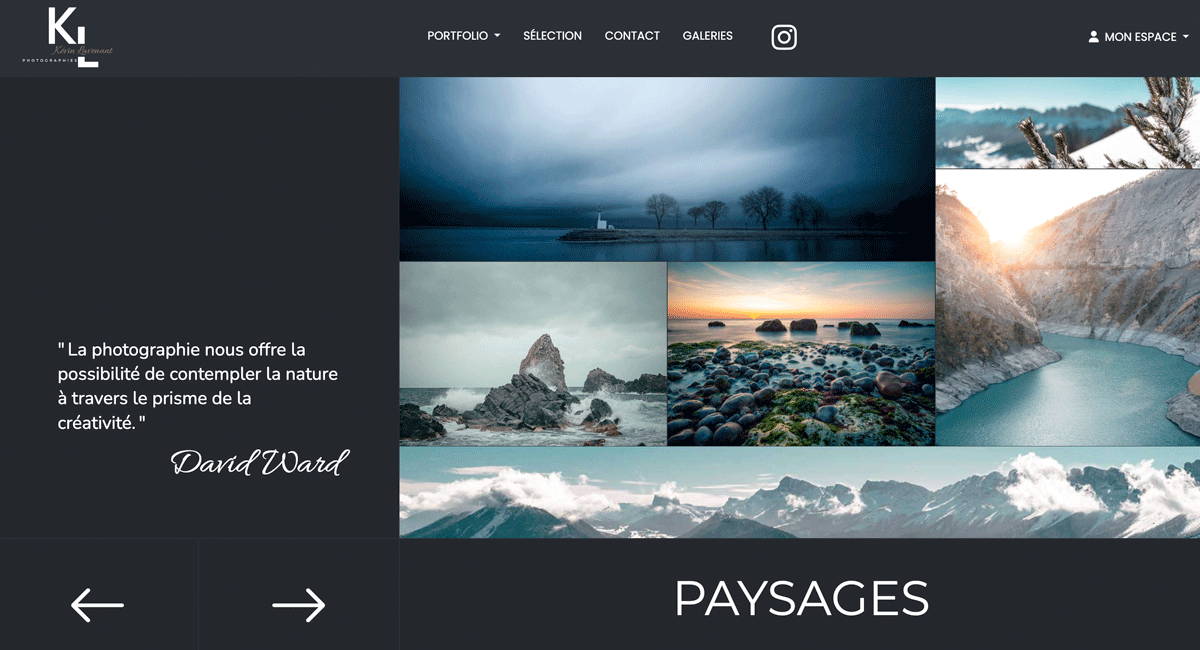 KL
Kévin Lavenant
PHOTOGRAPHIES
PORTFOLIO
SÉLECTION
CONTACT
GALERIES
MON ESPACE
" La photographie nous offre la
possibilité de contempler la nature
à travers le prisme de la
créativité. "
David Ward
PAYSAGES